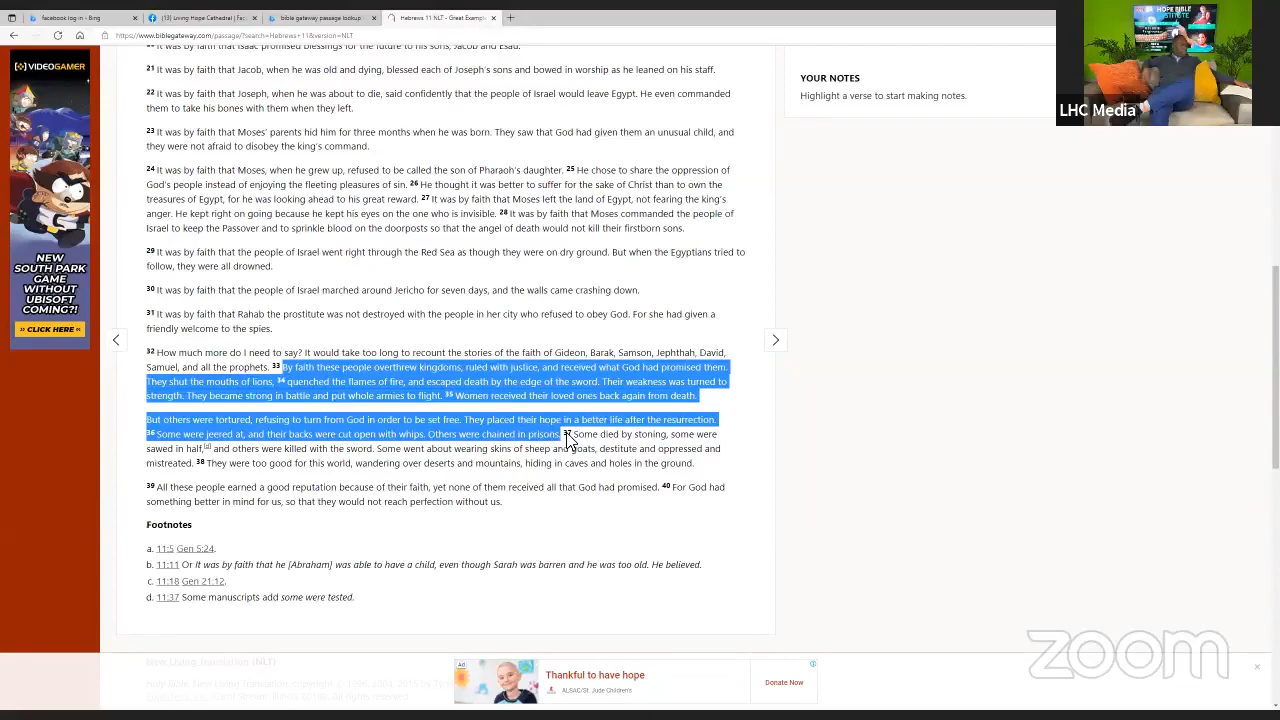 facebook log in - Bing
(13) Living Hope Cathedral | Fac
bible gateway passage lookup -
Hebrews 11 NLT - Great Exampl
https://www.biblegateway.com/passage/?search=Hebrews+11&version=NLT
It was by faith that Isaac promised blessings for the future to his sons, Jacob and Esau.
21 It was by faith that Jacob, when he was old and dying, blessed each of Joseph's sons and bowed in worship as he leaned on his staff.
22 It was by faith that Joseph, when he was about to die, said confidently that the people of Israel would leave Egypt. He even commanded
them to take his bones with them when they left.
23 It was by faith that Moses' parents hid him for three months when he was born. They saw that God had given them an unusual child, and
they were not afraid to disobey the king's command.
24 It was by faith that Moses, when he grew up, refused to be called the son of Pharaoh's daughter. 25 He chose to share the oppression of
God's people instead of enjoying the fleeting pleasures of sin. 26 He thought it was better to suffer for the sake of Christ than to own the
treasures of Egypt, for he was looking ahead to his great reward. 27 It was by faith that Moses left the land of Egypt, not fearing the king's
anger. He kept right on going because he kept his eyes on the one who is invisible. 28 It was by faith that Moses commanded the people of
Israel to keep the Passover and to sprinkle blood on the doorposts so that the angel of death would not kill their firstborn sons.
29 It was by faith that the people of Israel went right through the Red Sea as though they were on dry ground. But when the Egyptians tried to
follow, they were all drowned.
30 It was by faith that the people of Israel marched around Jericho for seven days, and the walls came crashing down.
31 It was by faith that Rahab the prostitute was not destroyed with the people in her city who refused to obey God. For she had given a
friendly welcome to the spies.
32 How much more do I need to say? It would take too long to recount the stories of the faith of Gideon, Barak, Samson, Jephthah, David,
Samuel, and all the prophets. 33 By faith these people overthrew kingdoms, ruled with justice, and received what God had promised them.
They shut the mouths of lions, 34 quenched the flames of fire, and escaped death by the edge of the sword. Their weakness was turned to
strength. They became strong in battle and put whole armies to flight. 35 Women received their loved ones back again from death.
But others were tortured, refusing to turn from God in order to be set free. They placed their hope in a better life after the resurrection.
36 Some were jeered at, and their backs were cut open with whips. Others were chained in prisons. 37 Some died by stoning, some were
sawed in half,[d] and others were killed with the sword. Some went about wearing skins of sheep and goats, destitute and oppressed and
mistreated. 38 They were too good for this world, wandering over deserts and mountains, hiding in caves and holes in the ground.
39 All these people earned a good reputation because of their faith, yet none of them received all that God had promised. 40 For God had
something better in mind for us, so that they would not reach perfection without us.
Footnotes
a. 11:5 Gen 5:24.
b. 11:11 Or It was by faith that he [Abraham] was able to have a child, even though Sarah was barren and he was too old. He believed.
c. 11:18 Gen 21:12.
d. 11:37 Some manuscripts add some were tested.
YOUR NOTES
Highlight a verse to start making notes.
HOPE BIBLE
INSTITUTE
LHC Media
VIDEOGAMER
NEW
SOUTH PARK
GAME
WITHOUT
UBISOFT
COMING?!
>> CLICK HERE <<
New Living Translation (NLT)
Holy Bible, New Living Translation, copyright © 1996, 2004, 2015 by
All rights reserved.
Ad
Thankful to have hope
ALSAC/St. Jude Children's
Donate Now
zoom